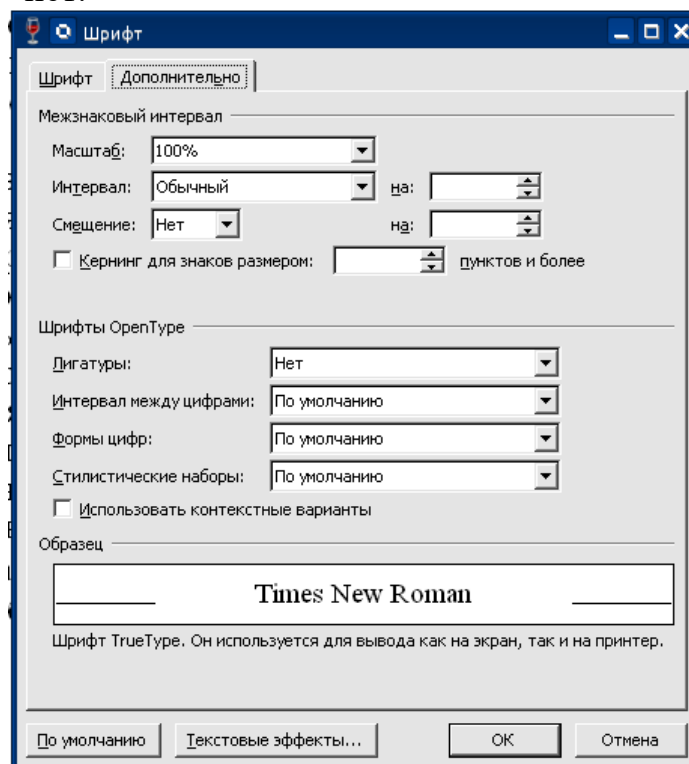 Шрифт
Шрифт Дополнительно
Межзнаковый интервал
Масштаб: 100%
Интервал: Обычный на:
Смещение: Нет на:
Кернинг для знаков размером: пунктов и более
Шрифты OpenType
Лигатуры: Нет
Интервал между цифрами: По умолчанию
Формы цифр: По умолчанию
Стилистические наборы: По умолчанию
Использовать контекстные варианты
Образец
Times New Roman
Шрифт TrueType. Он используется для вывода как на экран, так и на принтер.
По умолчанию Текстовые эффекты... ОК Отмена